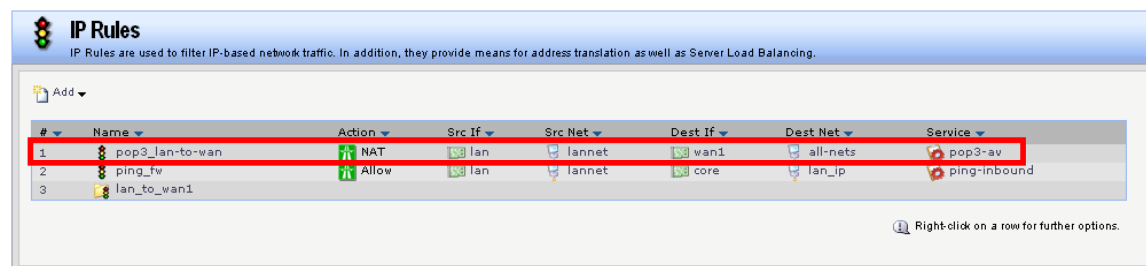 IP Rules
IP Rules are used to filter IP-based network traffic. In addition, they provide means for address translation as well as Server Load Balancing.
Add
# Name Action Src If Src Net Dest If Dest Net Service
1 pop3_lan-to-wan NAT lan lannet wan1 all-nets pop3-av
2 ping_fw Allow lan lannet core lan_ip ping-inbound
3 lan_to_wan1
Right-click on a row for further options.